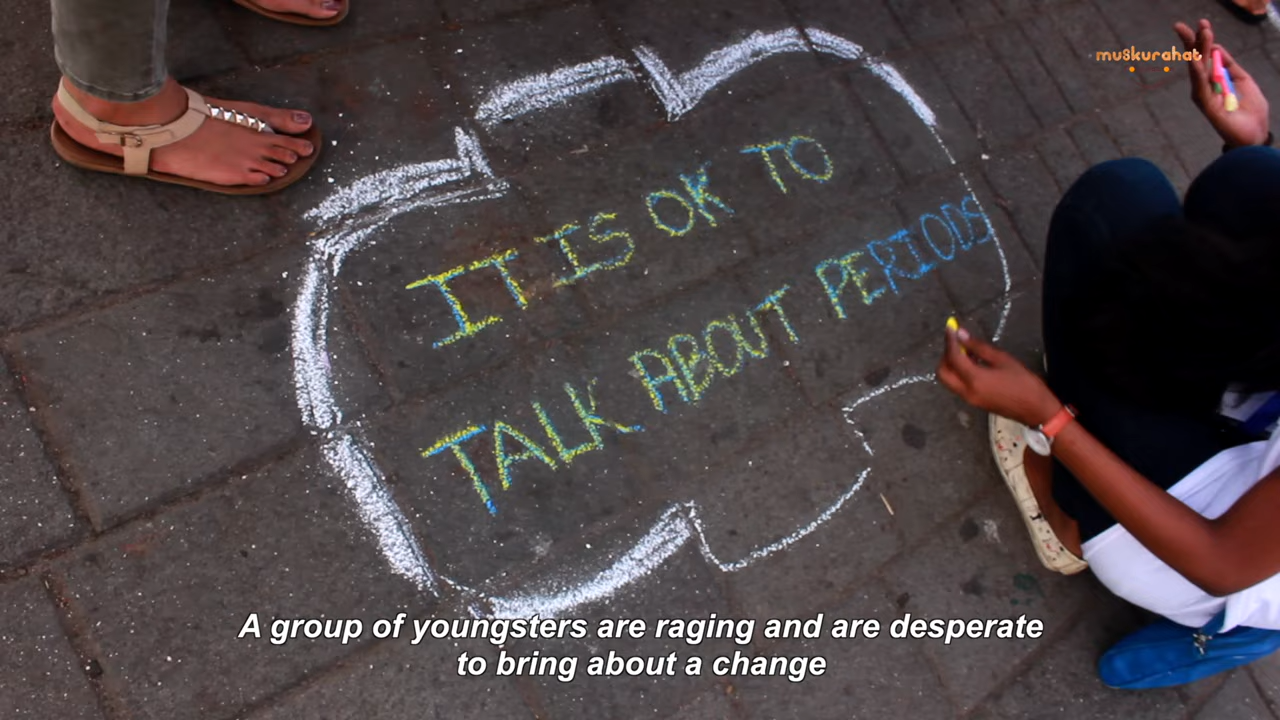 mu8kurahat
IT IS OK TO
TALK ABOUT PERIODS
A group of youngsters are raging and are desperate
to bring about a change